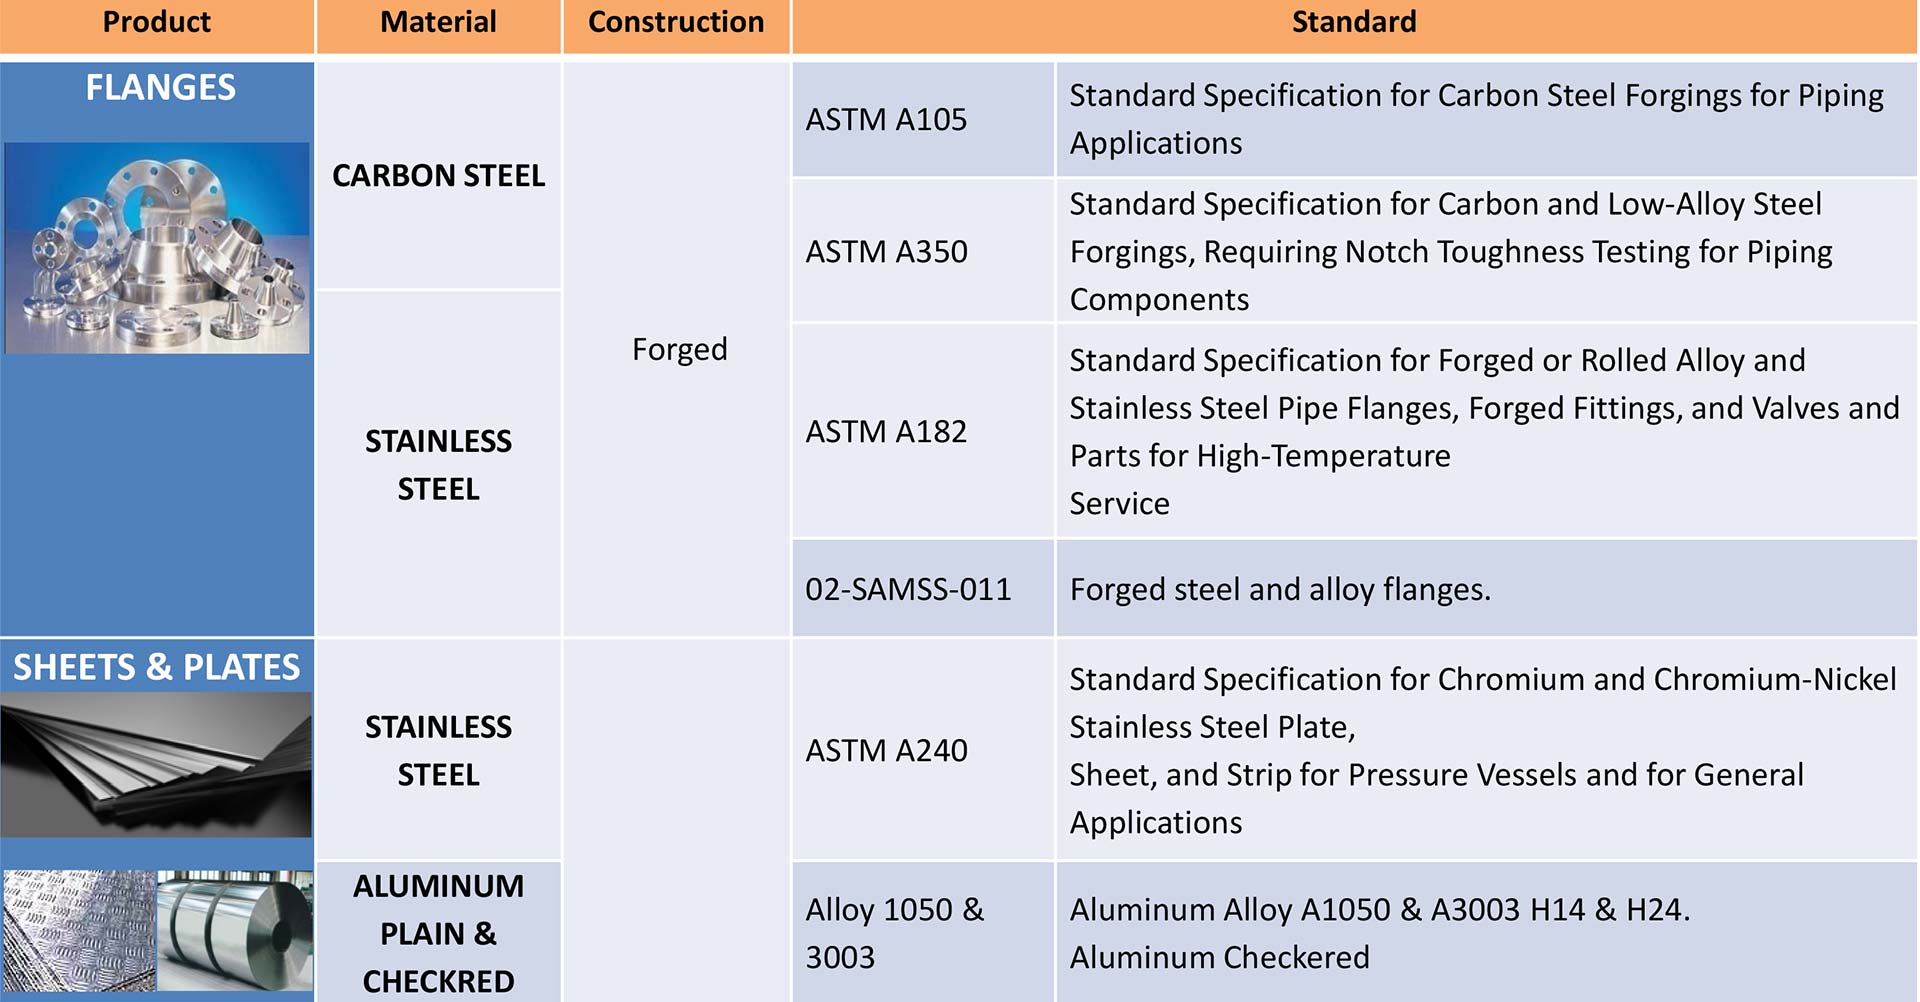 Product
Material
Construction
Standard
FLANGES
CARBON STEEL
Forged
ASTM A105
Standard Specification for Carbon Steel Forgings for Piping
Applications
ASTM A350
Standard Specification for Carbon and Low-Alloy Steel
Forgings, Requiring Notch Toughness Testing for Piping
Components
STAINLESS
STEEL
ASTM A182
Standard Specification for Forged or Rolled Alloy and
Stainless Steel Pipe Flanges, Forged Fittings, and Valves and
Parts for High-Temperature
Service
02-SAMSS-011
Forged steel and alloy flanges.
SHEETS & PLATES
STAINLESS
STEEL
ASTM A240
Standard Specification for Chromium and Chromium-Nickel
Stainless Steel Plate,
Sheet, and Strip for Pressure Vessels and for General
Applications
ALUMINUM
PLAIN &
CHECKRED
Alloy 1050 &
3003
Aluminum Alloy A1050 & A3003 H14 & H24.
Aluminum Checkered